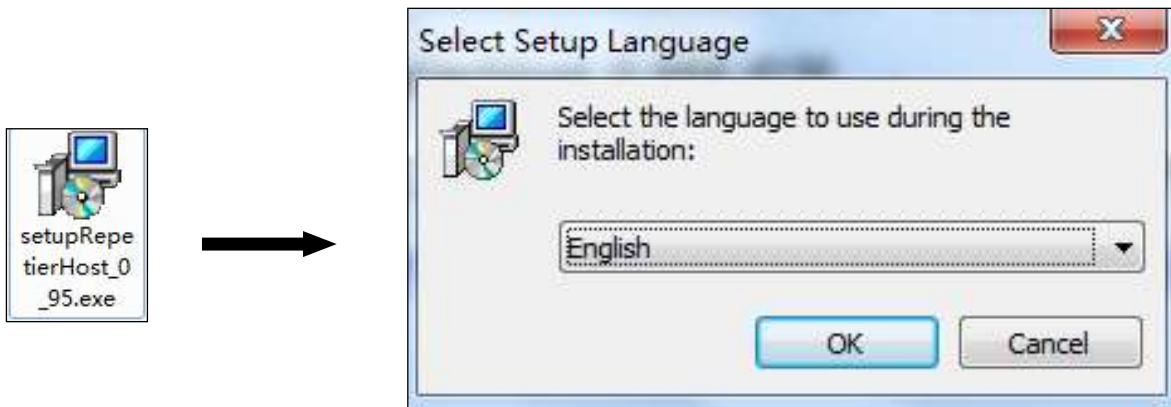 setupRepe
tierHost_0
_95.exe
Select Setup Language
Select the language to use during the
installation:
English
OK
Cancel